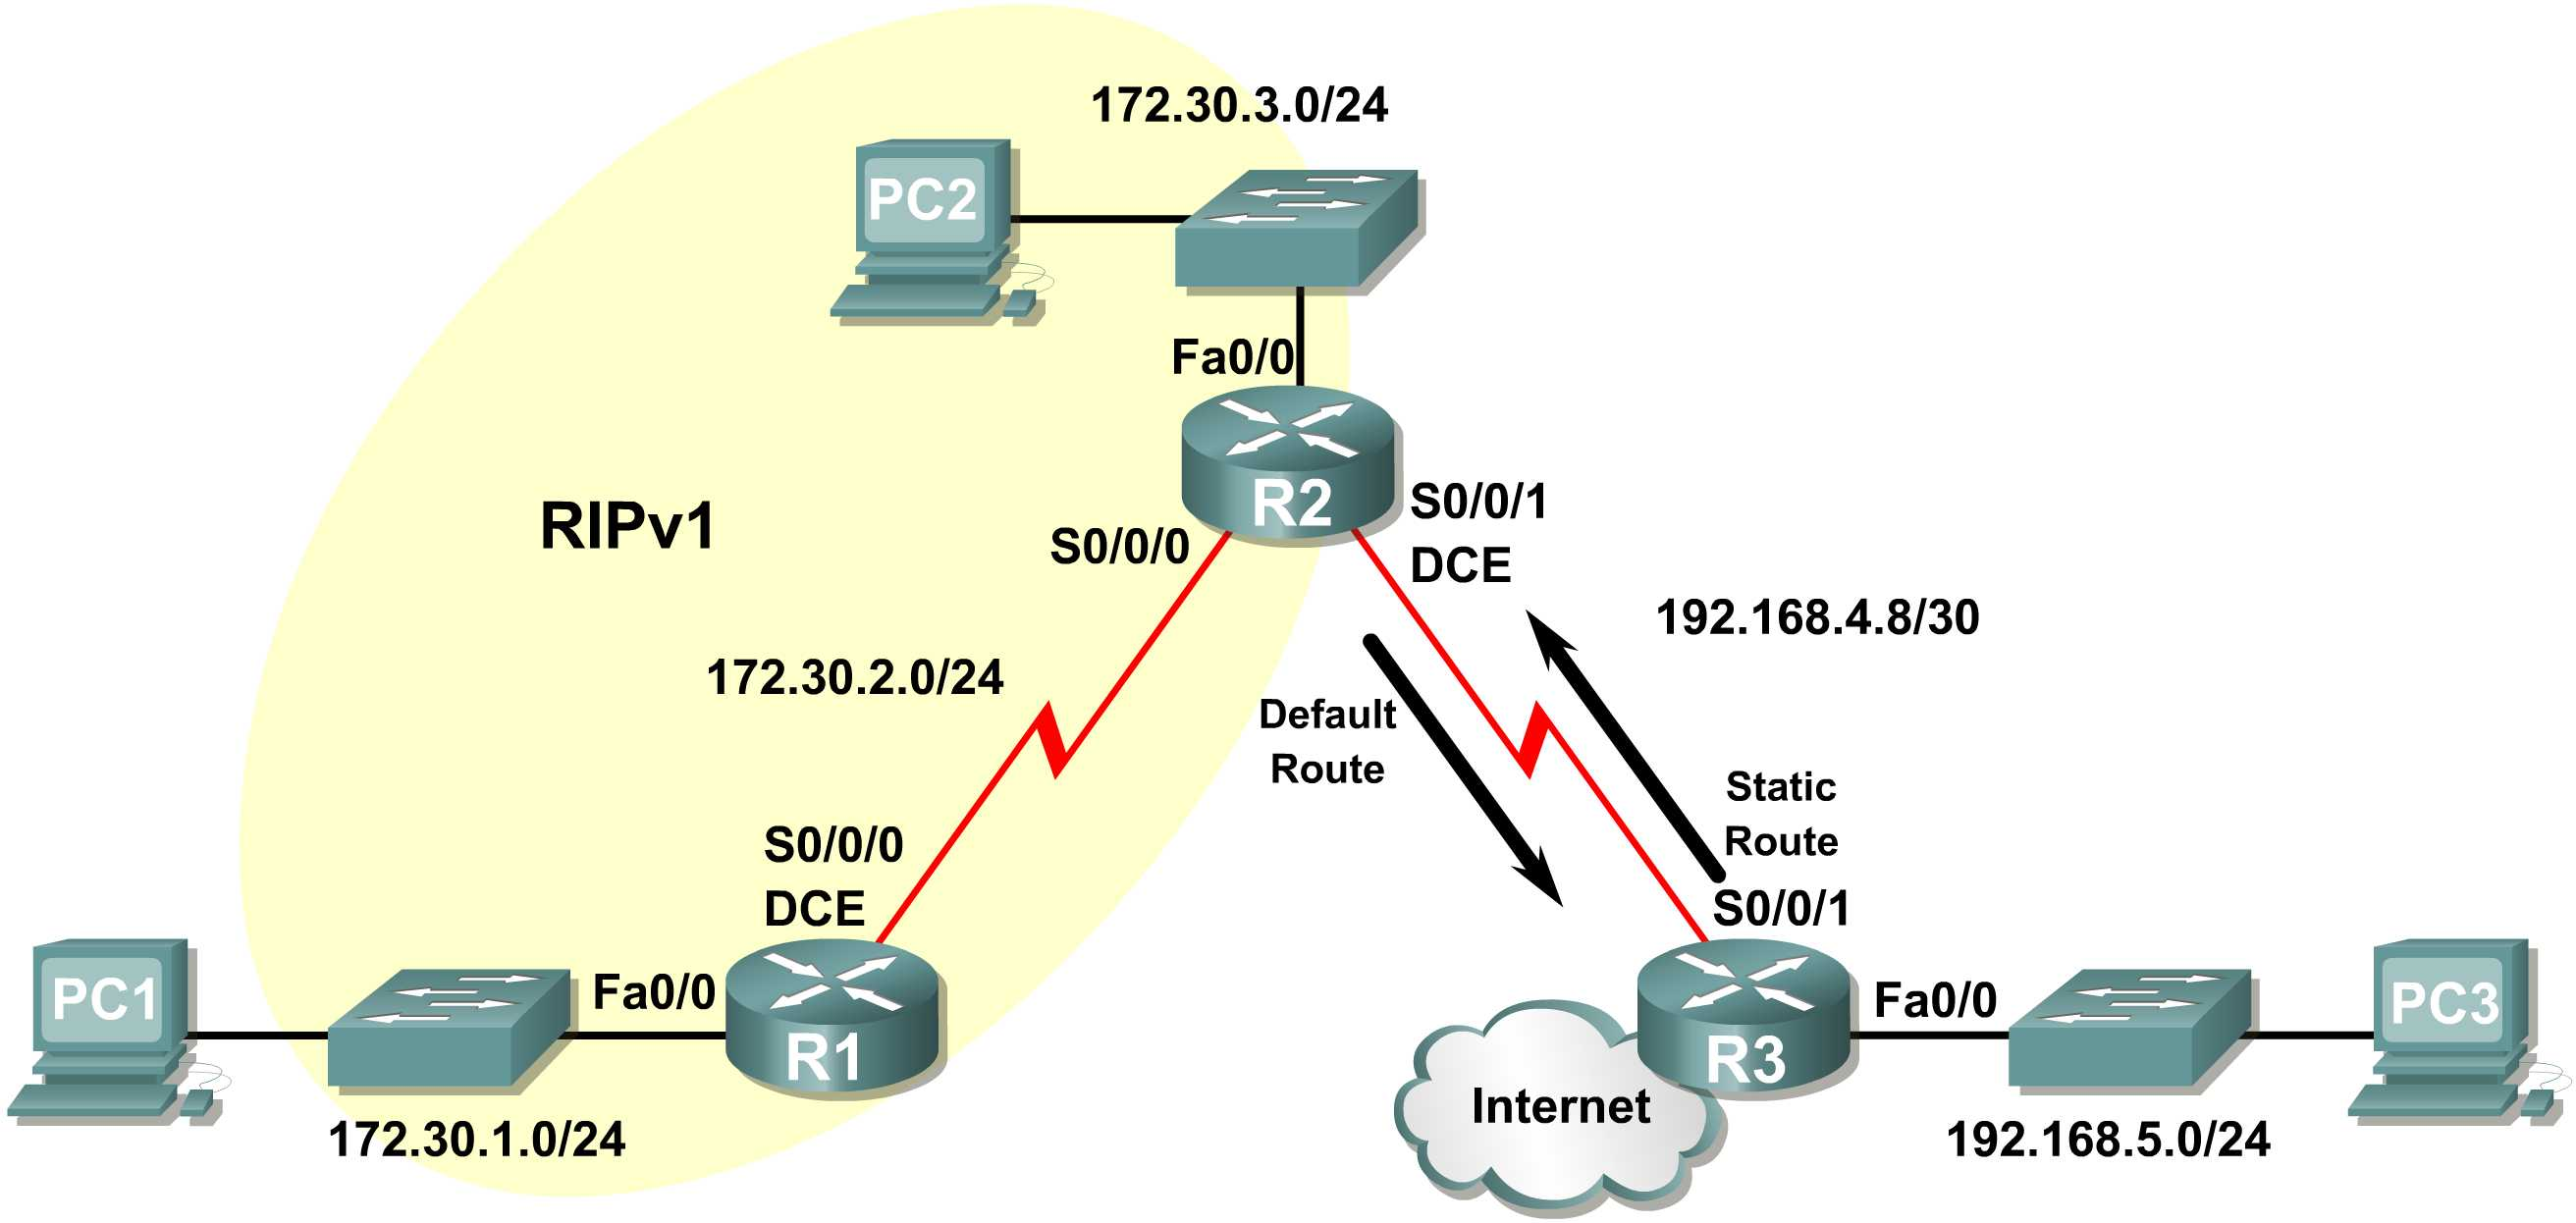 172.30.3.0/24
PC2
Fa0/0
R2
S0/0/1
DCE
S0/0/0
RIPv1
192.168.4.8/30
172.30.2.0/24
Default
Route
Static
Route
S0/0/0
DCE
S0/0/1
PC1
Fa0/0
R1
R3
Fa0/0
PC3
Internet
172.30.1.0/24
192.168.5.0/24